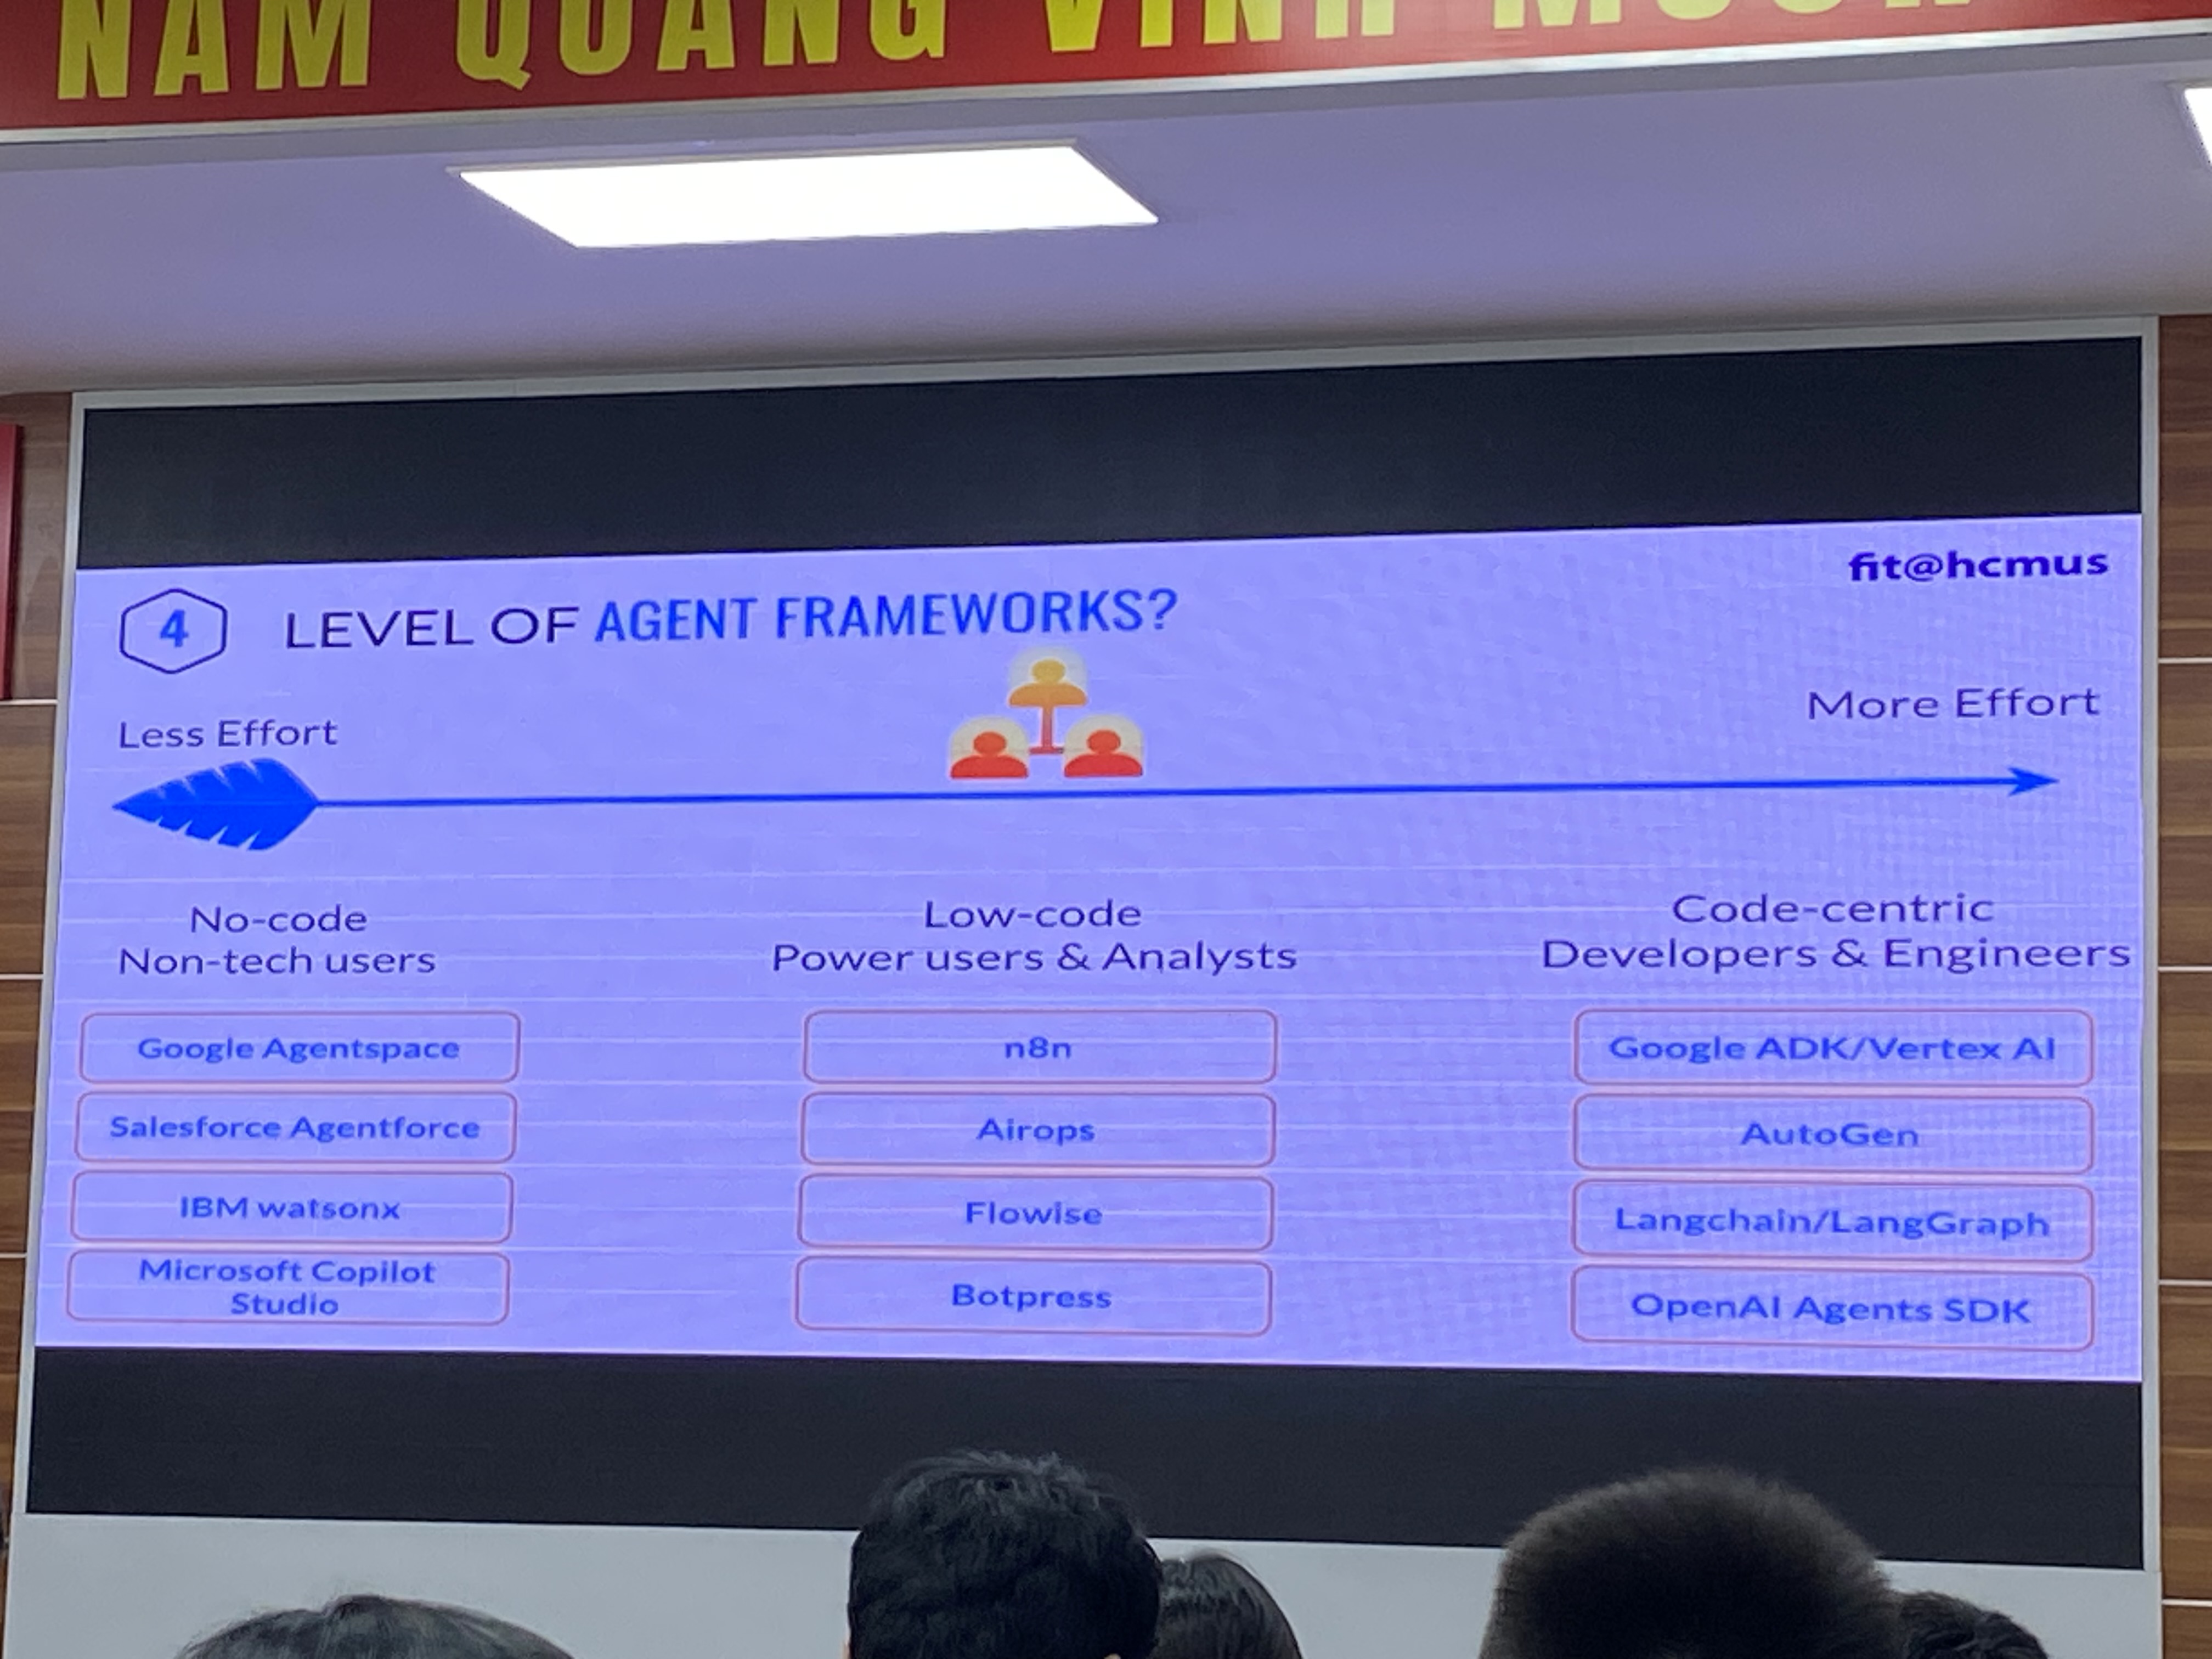 NAM QUANG VINH MUÔN
fit@hcmus
4
LEVEL OF AGENT FRAMEWORKS?
Less Effort
More Effort
No-code
Non-tech users
Google Agentspace
Salesforce Agentforce
IBM watsonx
Microsoft Copilot
Studio
Low-code
Power users & Analysts
n8n
Airops
Flowise
Botpress
Code-centric
Developers & Engineers
Google ADK/Vertex AI
AutoGen
Langchain/LangGraph
OpenAI Agents SDK